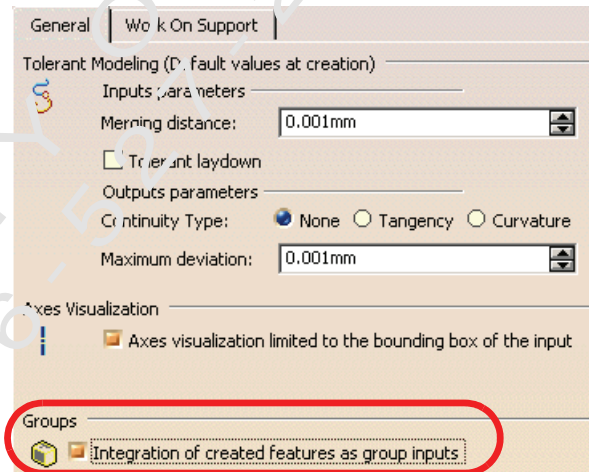 General
Work On Support
Tolerant Modeling (Default values at creation)
Inputs parameters
Merging distance: 0.001mm
Tolerant laydown
Outputs parameters
Continuity Type: None Tangency Curvature
Maximum deviation: 0.001mm
Axes Visualization
Axes visualization limited to the bounding box of the input
Groups
Integration of created features as group inputs